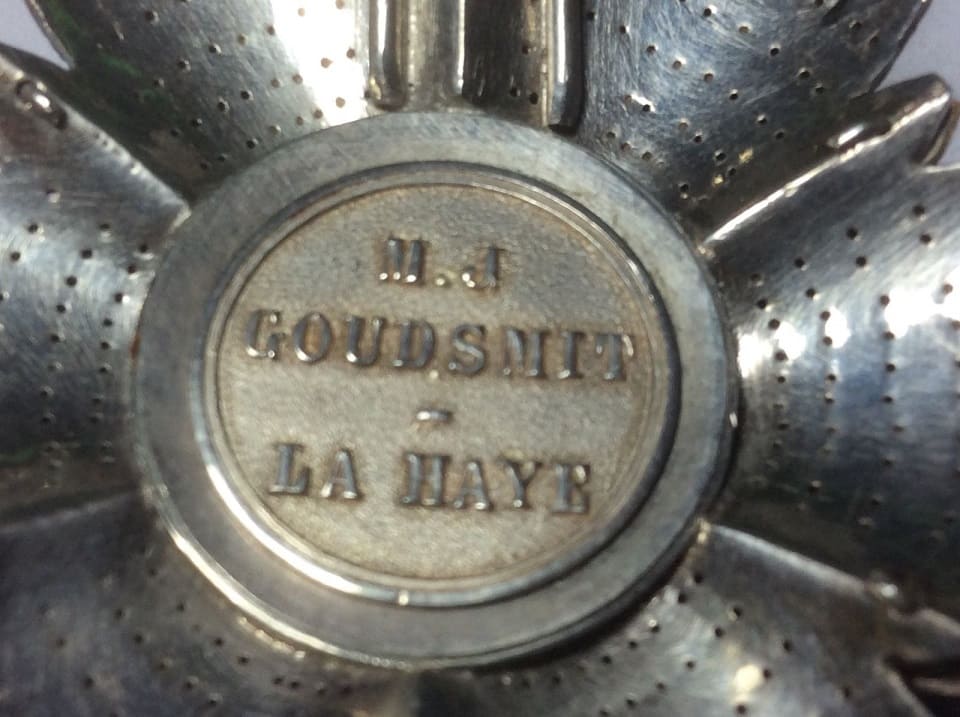 M.J
GOUDSMIT
-
LA HAYE